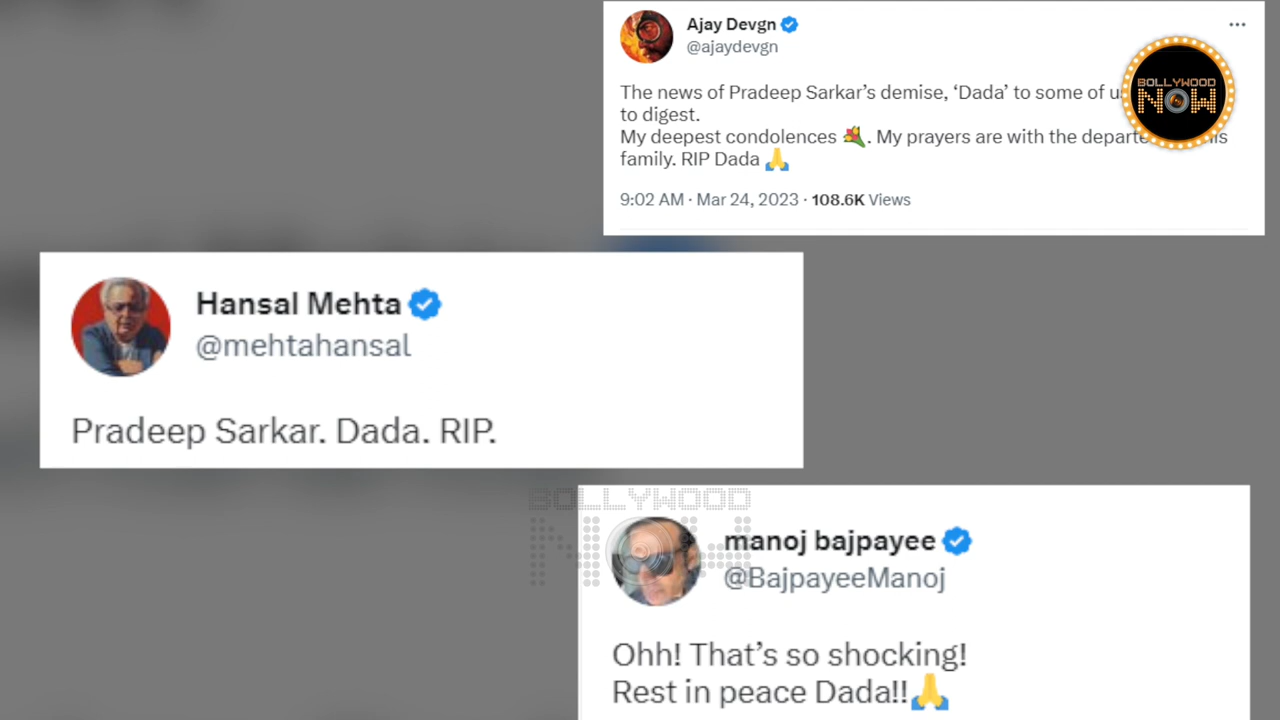 Ajay Devgn
@ajaydevgn
The news of Pradeep Sarkar’s demise, ‘Dada’ to some of
to digest.
My deepest condolences 💐. My prayers are with the
family. RIP Dada 🙏
9:02 AM · Mar 24, 2023 · 108.6K Views
BOLLYWOOD
NOW
Hansal Mehta
@mehtahansal
Pradeep Sarkar. Dada. RIP.
BOLLYWOOD
NOW
manoj bajpayee
@BajpayeeManoj
Ohh! That’s so shocking!
Rest in peace Dada!!🙏